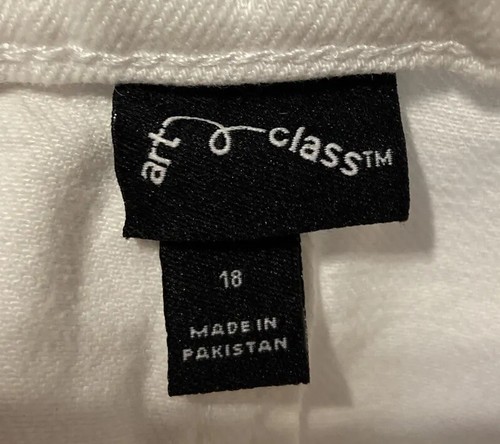 art class™
18
MADE IN
PAKISTAN